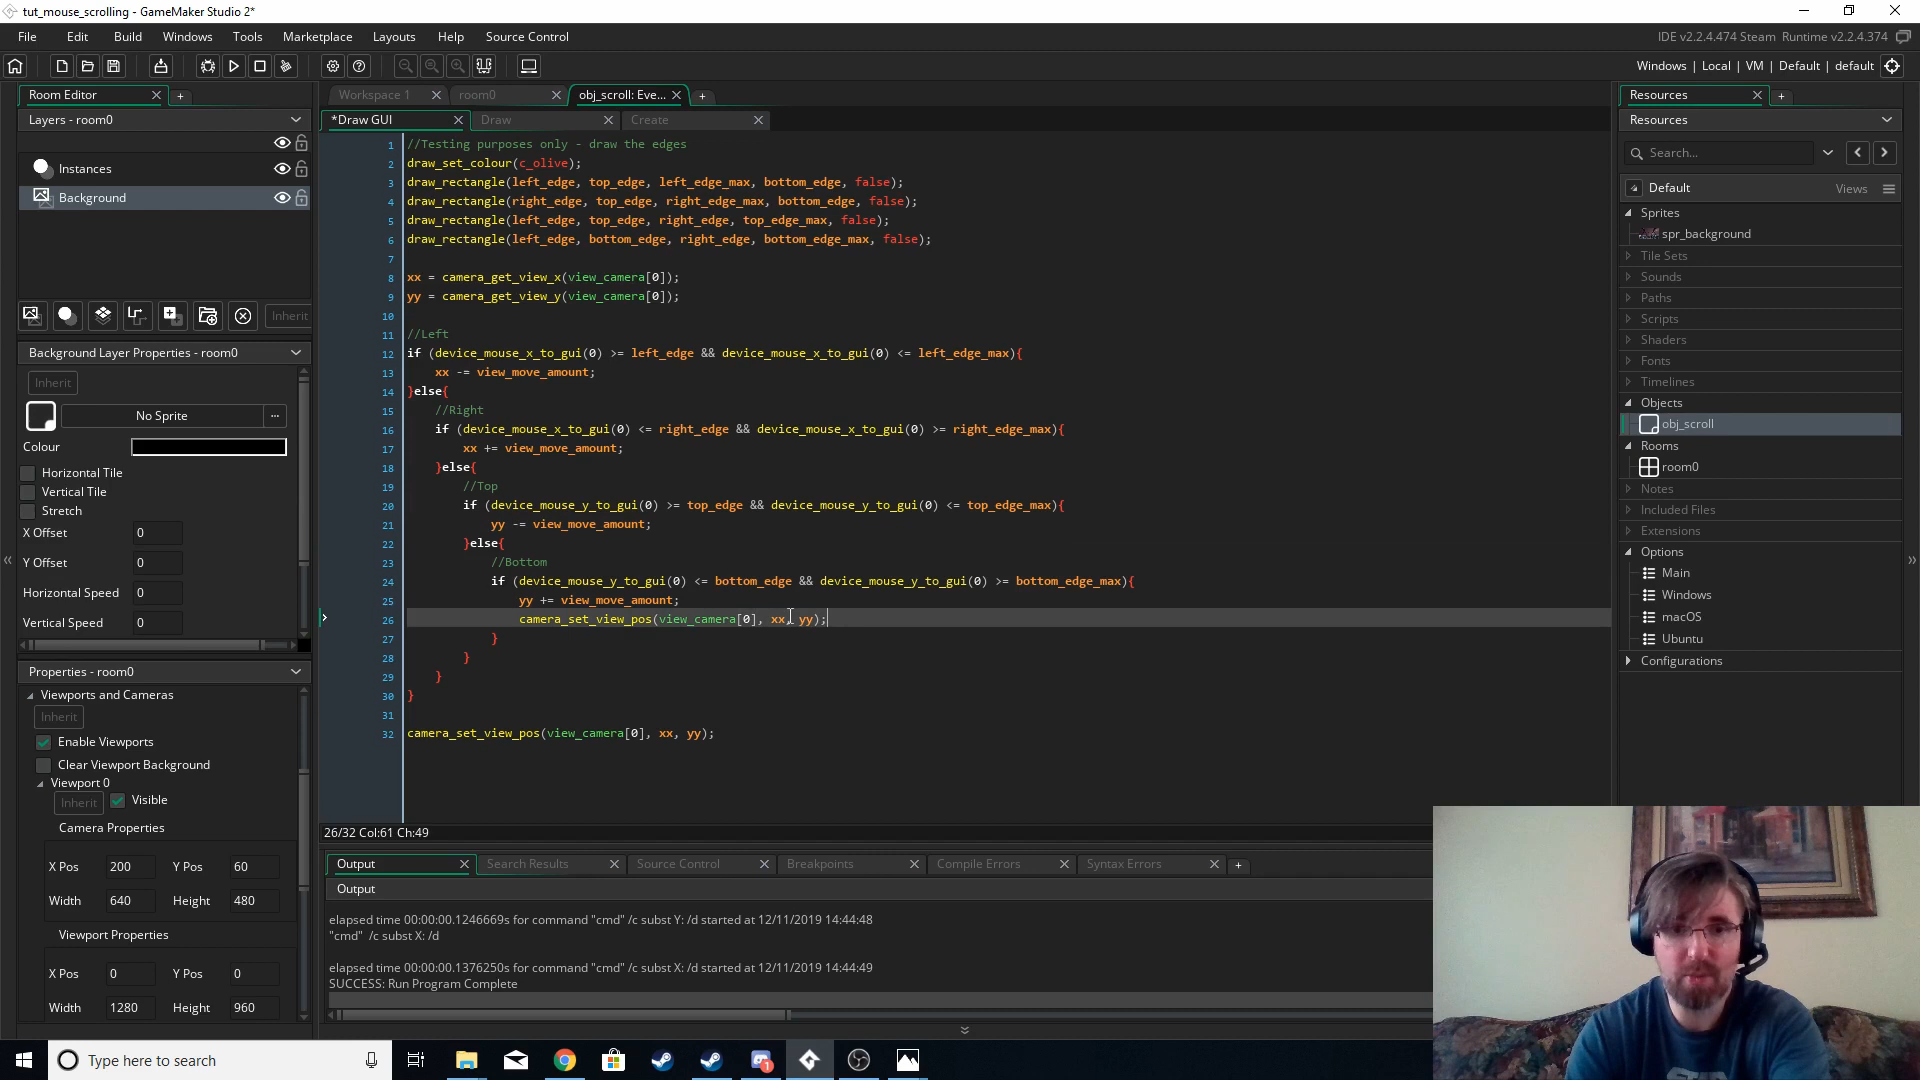 tut_mouse_scrolling - GameMaker Studio 2*
File Edit Build Windows Tools Marketplace Layouts Help Source Control
IDE v2.2.4.474 Steam Runtime v2.2.4.374
Windows | Local | VM | Default | default
Room Editor
Layers - room0
Instances
Background
Inherit
Background Layer Properties - room0
Inherit
No Sprite ...
Colour
Horizontal Tile
Vertical Tile
Stretch
X Offset 0
Y Offset 0
Horizontal Speed 0
Vertical Speed 0
Properties - room0
Viewports and Cameras
Inherit
Enable Viewports
Clear Viewport Background
Viewport 0
Inherit Visible
Camera Properties
X Pos 200 Y Pos 60
Width 640 Height 480
Viewport Properties
X Pos 0 Y Pos 0
Width 1280 Height 960
Workspace 1 room0 obj_scroll: Eve...
*Draw GUI Draw Create
1 //Testing purposes only - draw the edges
2 draw_set_colour(c_olive);
3 draw_rectangle(left_edge, top_edge, left_edge_max, bottom_edge, false);
4 draw_rectangle(right_edge, top_edge, right_edge_max, bottom_edge, false);
5 draw_rectangle(left_edge, top_edge, right_edge, top_edge_max, false);
6 draw_rectangle(left_edge, bottom_edge, right_edge, bottom_edge_max, false);
7
8 xx = camera_get_view_x(view_camera[0]);
9 yy = camera_get_view_y(view_camera[0]);
10
11 //Left
12 if (device_mouse_x_to_gui(0) >= left_edge && device_mouse_x_to_gui(0) <= left_edge_max){
13 xx -= view_move_amount;
14 }else{
15 //Right
16 if (device_mouse_x_to_gui(0) <= right_edge && device_mouse_x_to_gui(0) >= right_edge_max){
17 xx += view_move_amount;
18 }else{
19 //Top
20 if (device_mouse_y_to_gui(0) >= top_edge && device_mouse_y_to_gui(0) <= top_edge_max){
21 yy -= view_move_amount;
22 }else{
23 //Bottom
24 if (device_mouse_y_to_gui(0) <= bottom_edge && device_mouse_y_to_gui(0) >= bottom_edge_max){
25 yy += view_move_amount;
26 camera_set_view_pos(view_camera[0], xx, yy);
27 }
28 }
29 }
30 }
31
32 camera_set_view_pos(view_camera[0], xx, yy);
26/32 Col:61 Ch:49
Output Search Results Source Control Breakpoints Compile Errors Syntax Errors
Output
elapsed time 00:00:00.1246669s for command "cmd" /c subst Y: /d started at 12/11/2019 14:44:48
"cmd" /c subst X: /d
elapsed time 00:00:00.1376250s for command "cmd" /c subst X: /d started at 12/11/2019 14:44:49
SUCCESS: Run Program Complete
Resources
Resources
Search...
Default Views
Sprites
spr_background
Tile Sets
Sounds
Paths
Scripts
Shaders
Fonts
Timelines
Objects
obj_scroll
Rooms
room0
Notes
Included Files
Extensions
Options
Main
Windows
macOS
Ubuntu
Configurations
Type here to search
1